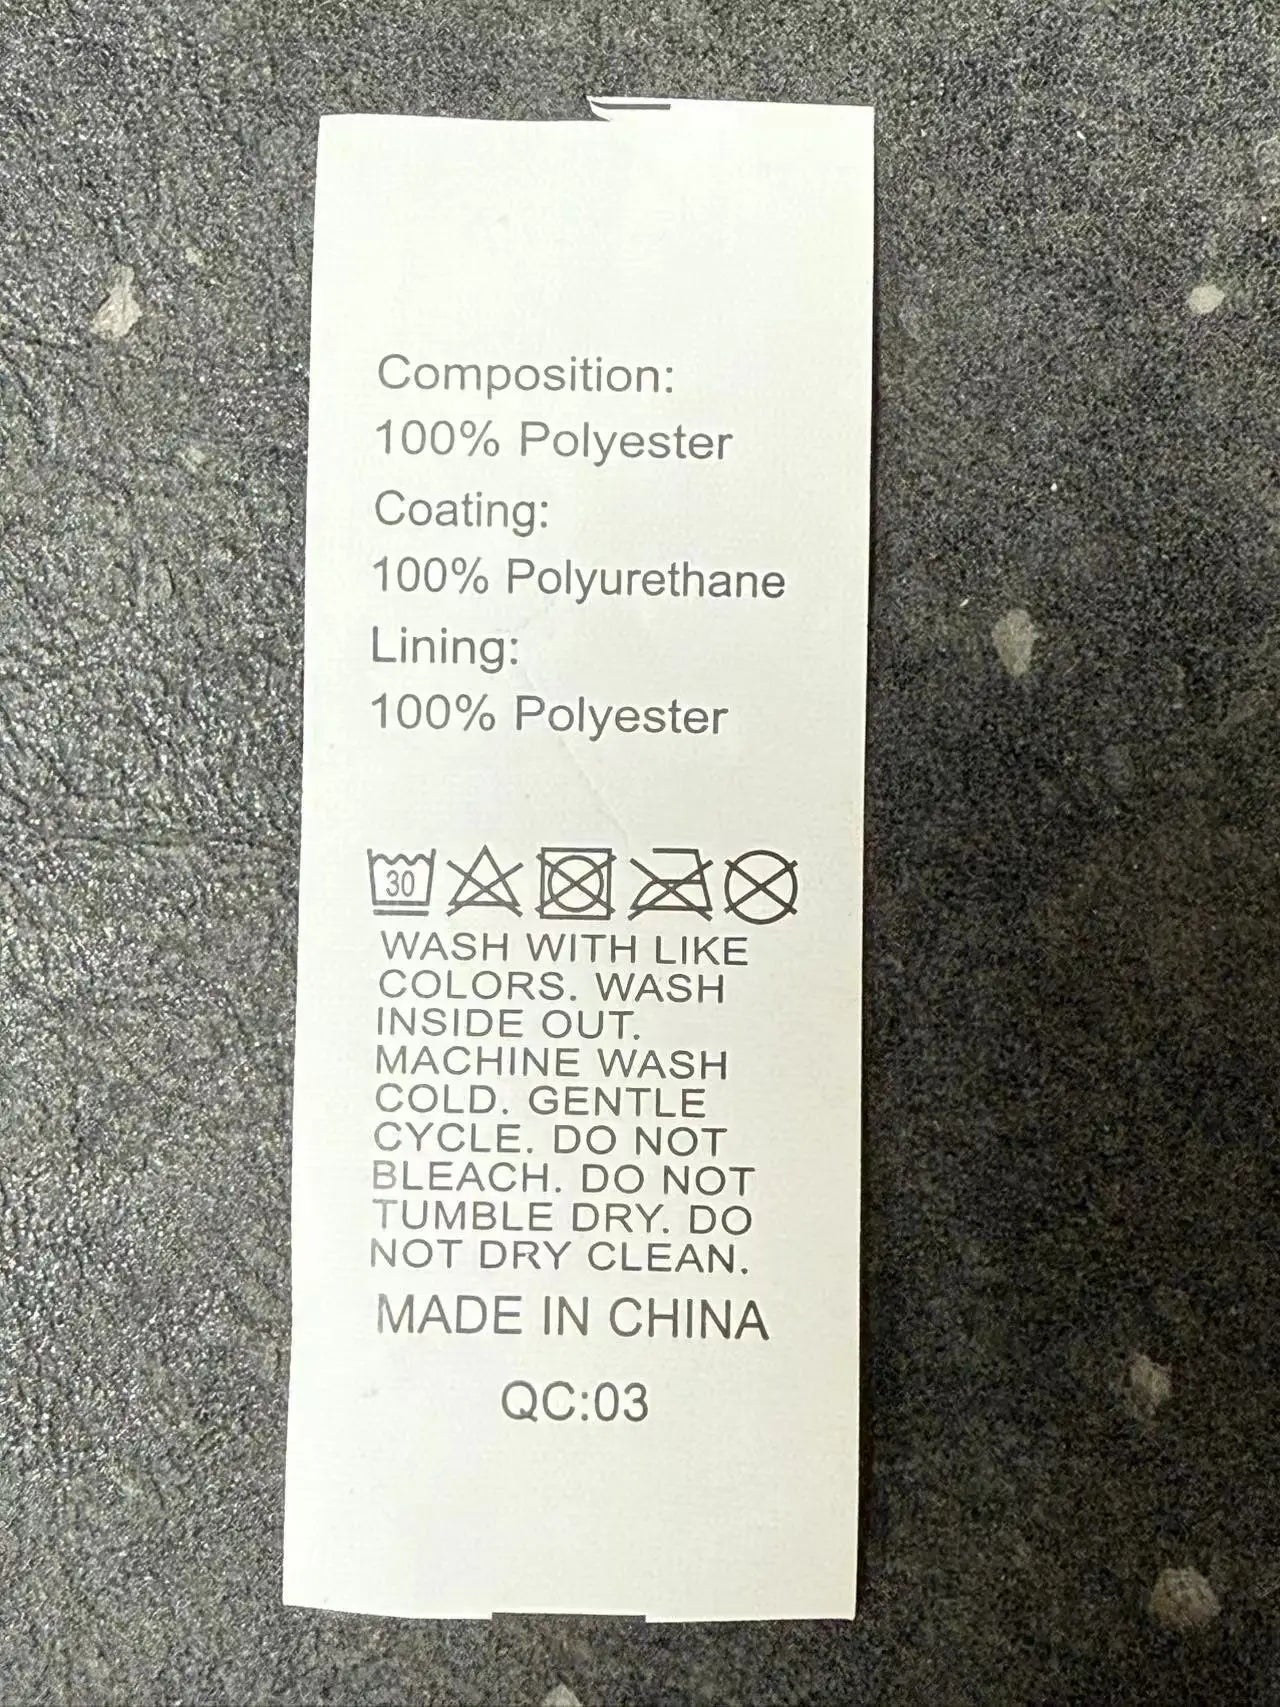 Composition:
100% Polyester
Coating:
100% Polyurethane
Lining:
100% Polyester
30
WASH WITH LIKE
COLORS. WASH
INSIDE OUT.
MACHINE WASH
COLD. GENTLE
CYCLE. DO NOT
BLEACH. DO NOT
TUMBLE DRY. DO
NOT DRY CLEAN.
MADE IN CHINA
QC:03